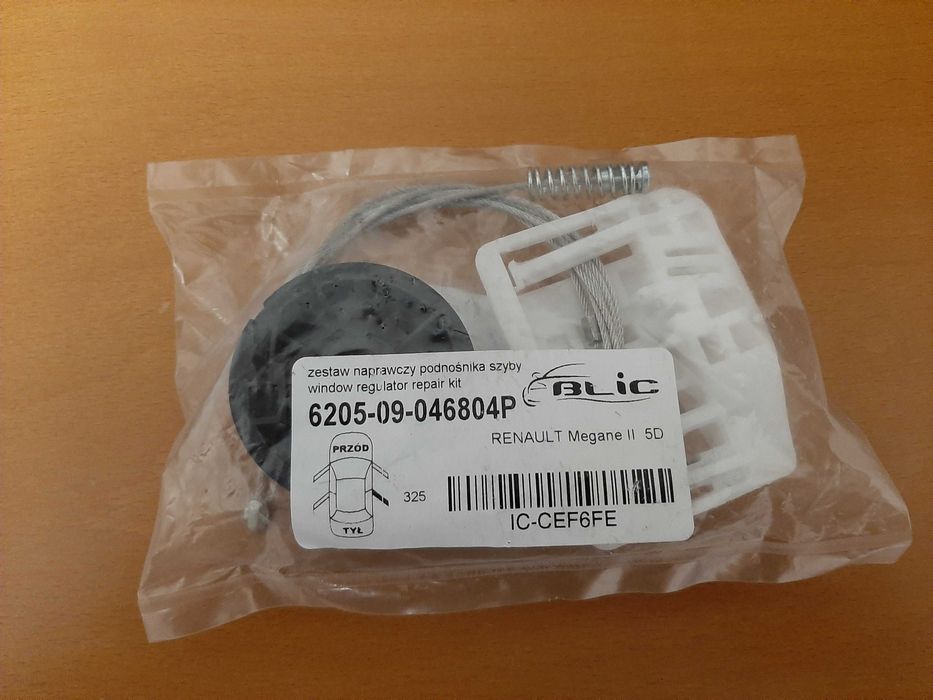 zestaw naprawczy podnośnika szyby
window regulator repair kit
BLiC
6205-09-046804P
RENAULT Megane II 5D
PRZÓD
325
TYŁ
IC-CEF6FE